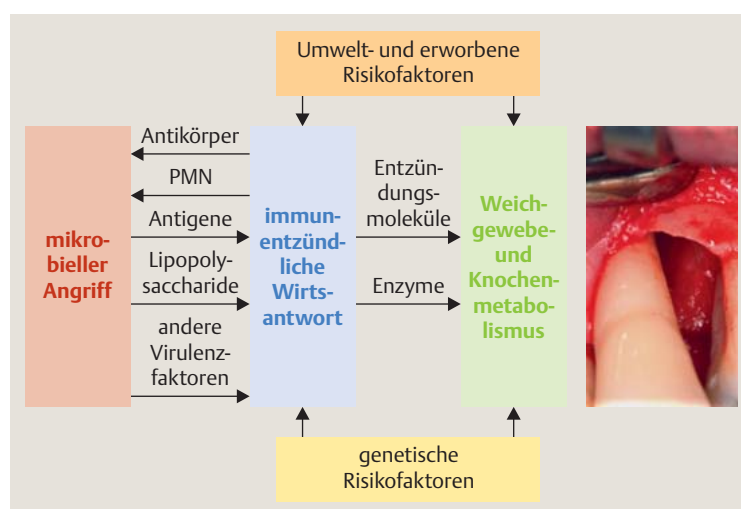 Umwelt- und erworbene
Risikofaktoren
mikro-
bieller
Angriff
Antikörper
PMN
Antigene
Lipopoly-
saccharide
andere
Virulenz-
faktoren
immun-
entzünd-
liche
Wirts-
antwort
Entzün-
dungs-
moleküle
Enzyme
Weich-
gewebe-
und
Knochen-
metabo-
lismus
genetische
Risikofaktoren